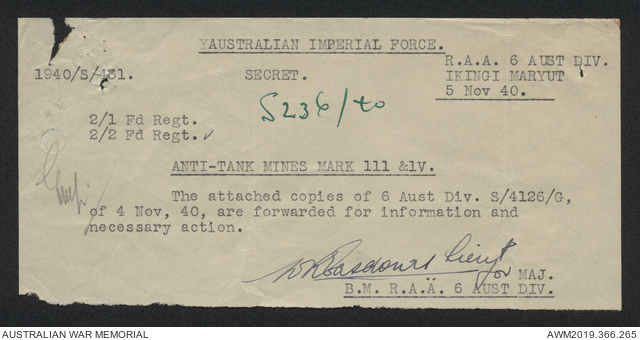 YAUSTRALIAN IMPERIAL FORCE.
R.A.A. 6 AUST DIV.
1940/S/431. SECRET. IKINGI MARYUT
5 Nov 40.
S236/40
2/1 Fd Regt.
2/2 Fd Regt. ✓
ANTI-TANK MINES MARK 111 &1V.
The attached copies of 6 Aust Div. S/4126/G,
of 4 Nov, 40, are forwarded for information and
necessary action.
Lieut
for MAJ.
B.M. R.A.Ä. 6 AUST DIV.
AUSTRALIAN WAR MEMORIAL
AWM2019.366.265